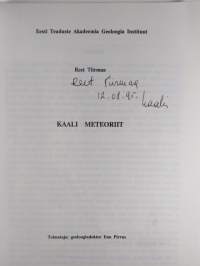 Eesti Teaduste Akadeemia Geoloogia Instituut
Reet Tiirmaa
Reet Tiirmaa
12.08.95. Kaali
KAALI METEORIIT
Toimetaja: geoloogiadoktor Enn Pirrus